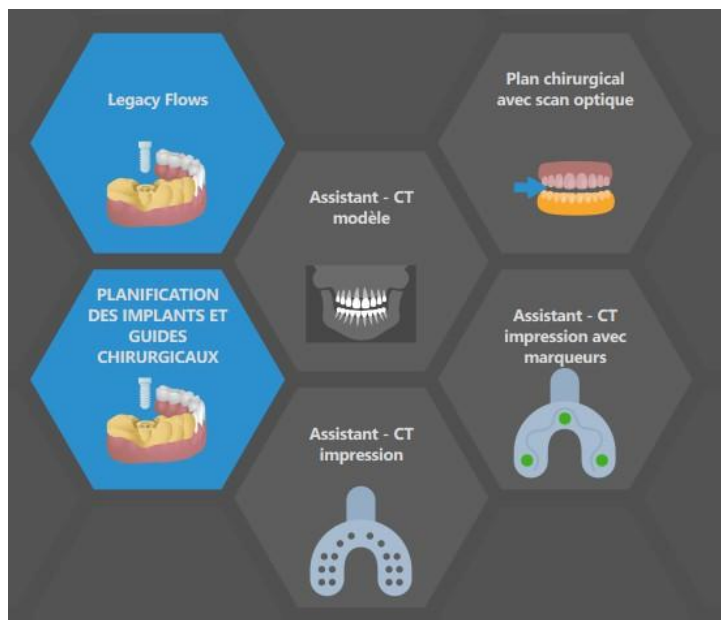 Legacy Flows
Plan chirurgical
avec scan optique
Assistant - CT
modèle
PLANIFICATION
DES IMPLANTS ET
GUIDES
CHIRURGICAUX
Assistant - CT
impression avec
marqueurs
Assistant - CT
impression